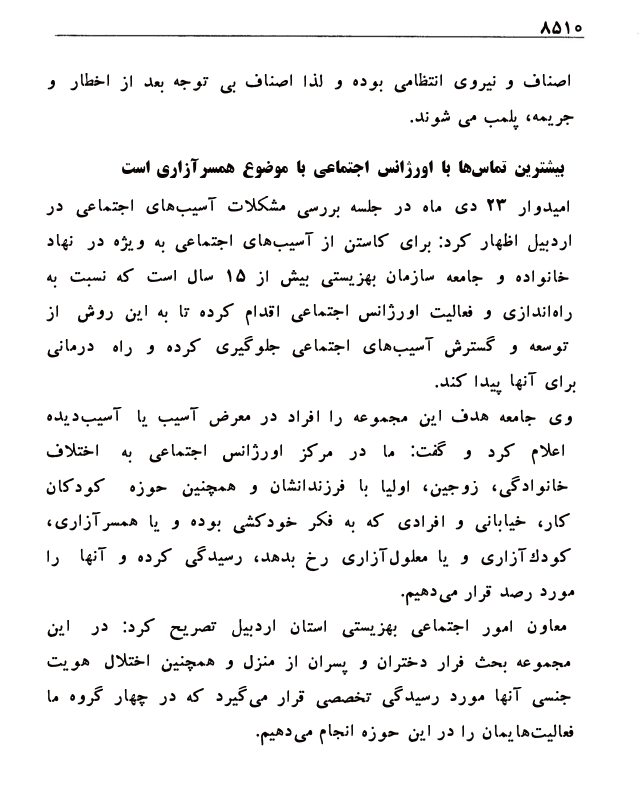 ۸۵۱۰
اصناف و نیروی انتظامی بوده و لذا اصناف بی توجه بعد از اخطار و
جریمه، پلمب می شوند.
بیشترین تماس‌ها با اورژانس اجتماعی با موضوع همسرآزاری است
امیدوار ۲۳ دی ماه در جلسه بررسی مشکلات آسیب‌های اجتماعی در
اردبیل اظهار کرد: برای کاستن از آسیب‌های اجتماعی به ویژه در نهاد
خانواده و جامعه سازمان بهزیستی بیش از ۱۵ سال است که نسبت به
راه‌اندازی و فعالیت اورژانس اجتماعی اقدام کرده تا به این روش از
توسعه و گسترش آسیب‌های اجتماعی جلوگیری کرده و راه درمانی
برای آنها پیدا کند.
وی جامعه هدف این مجموعه را افراد در معرض آسیب یا آسیب‌دیده
اعلام کرد و گفت: ما در مرکز اورژانس اجتماعی به اختلاف
خانوادگی، زوجین، اولیا با فرزندانشان و همچنین حوزه کودکان
کار، خیابانی و افرادی که به فکر خودکشی بوده و یا همسرآزاری،
کودک‌آزاری و یا معلول‌آزاری رخ بدهد، رسیدگی کرده و آنها را
مورد رصد قرار می‌دهیم.
معاون امور اجتماعی بهزیستی استان اردبیل تصریح کرد: در این
مجموعه بحث فرار دختران و پسران از منزل و همچنین اختلال هویت
جنسی آنها مورد رسیدگی تخصصی قرار می‌گیرد که در چهار گروه ما
فعالیت‌هایمان را در این حوزه انجام می‌دهیم.